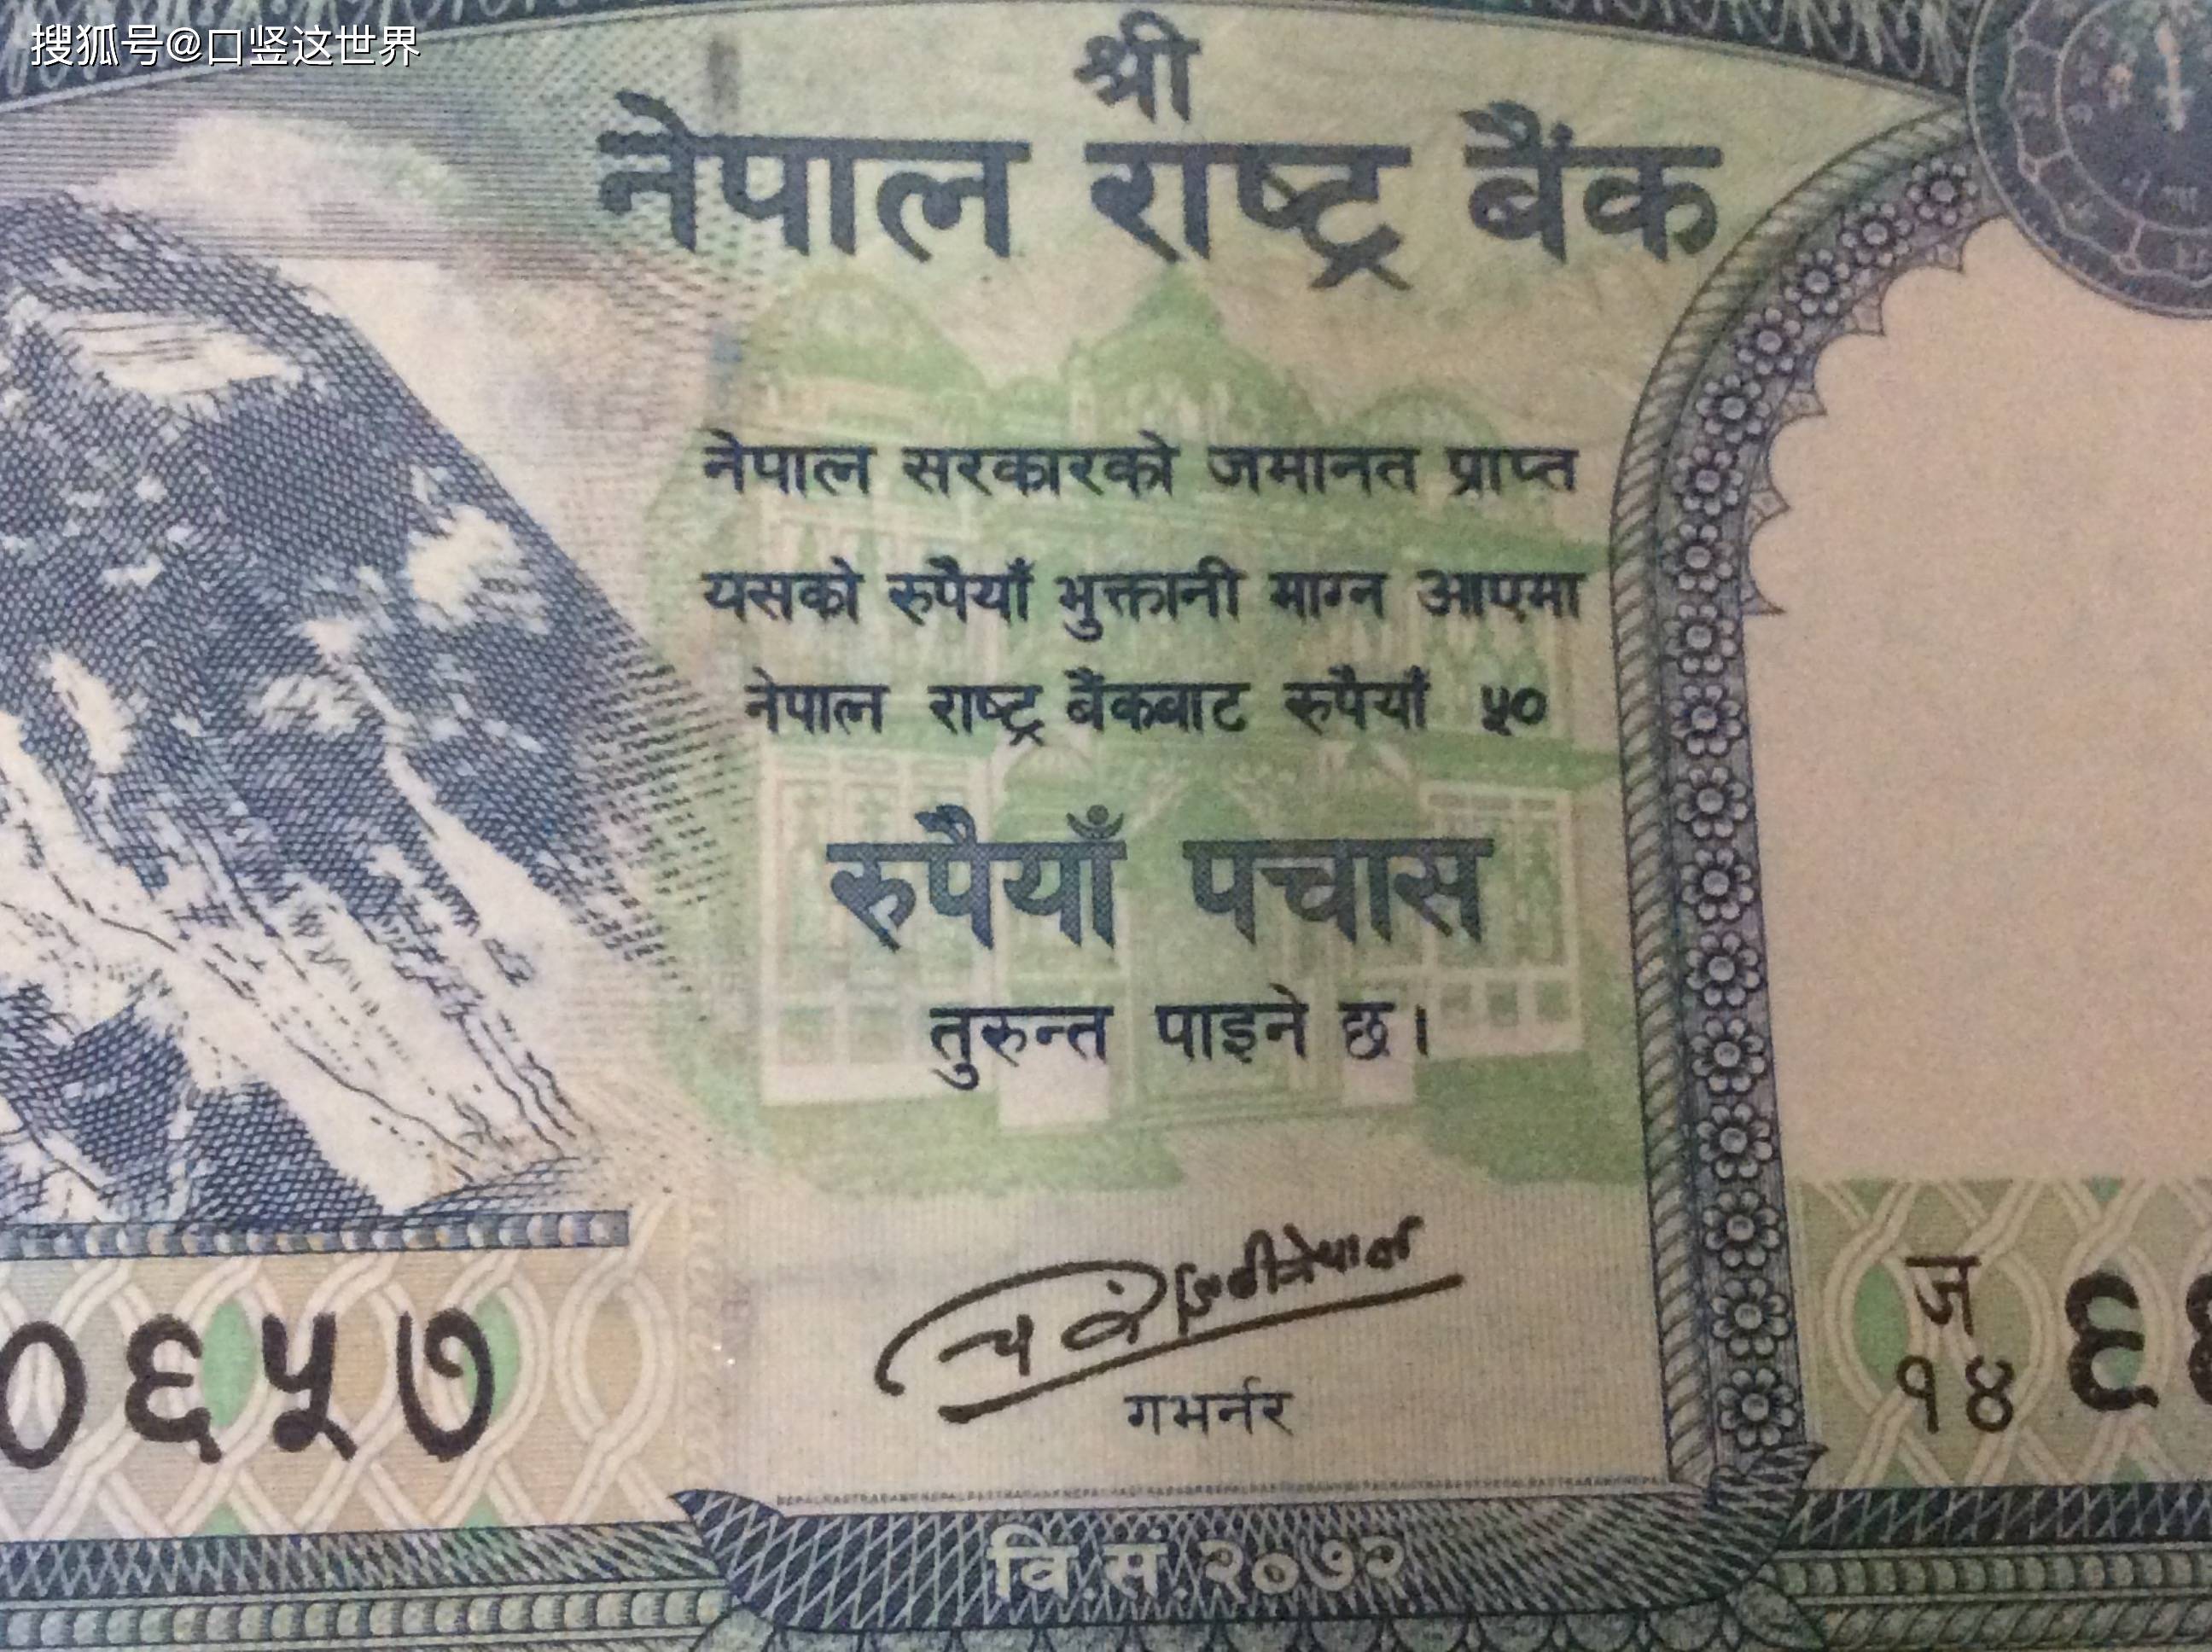 搜狐号@口竖这世界
श्री
नेपाल राष्ट्र बैंक
नेपाल सरकारको जमानत प्राप्त
यसको रुपैयाँ भुक्तानी माग्न आएमा
नेपाल राष्ट्र बैंकबाट रुपैयाँ ५०
रुपैयाँ पचास
तुरुन्त पाइने छ।
गभर्नर
०६५७
ज
१४ ९
वि.सं.२०७२